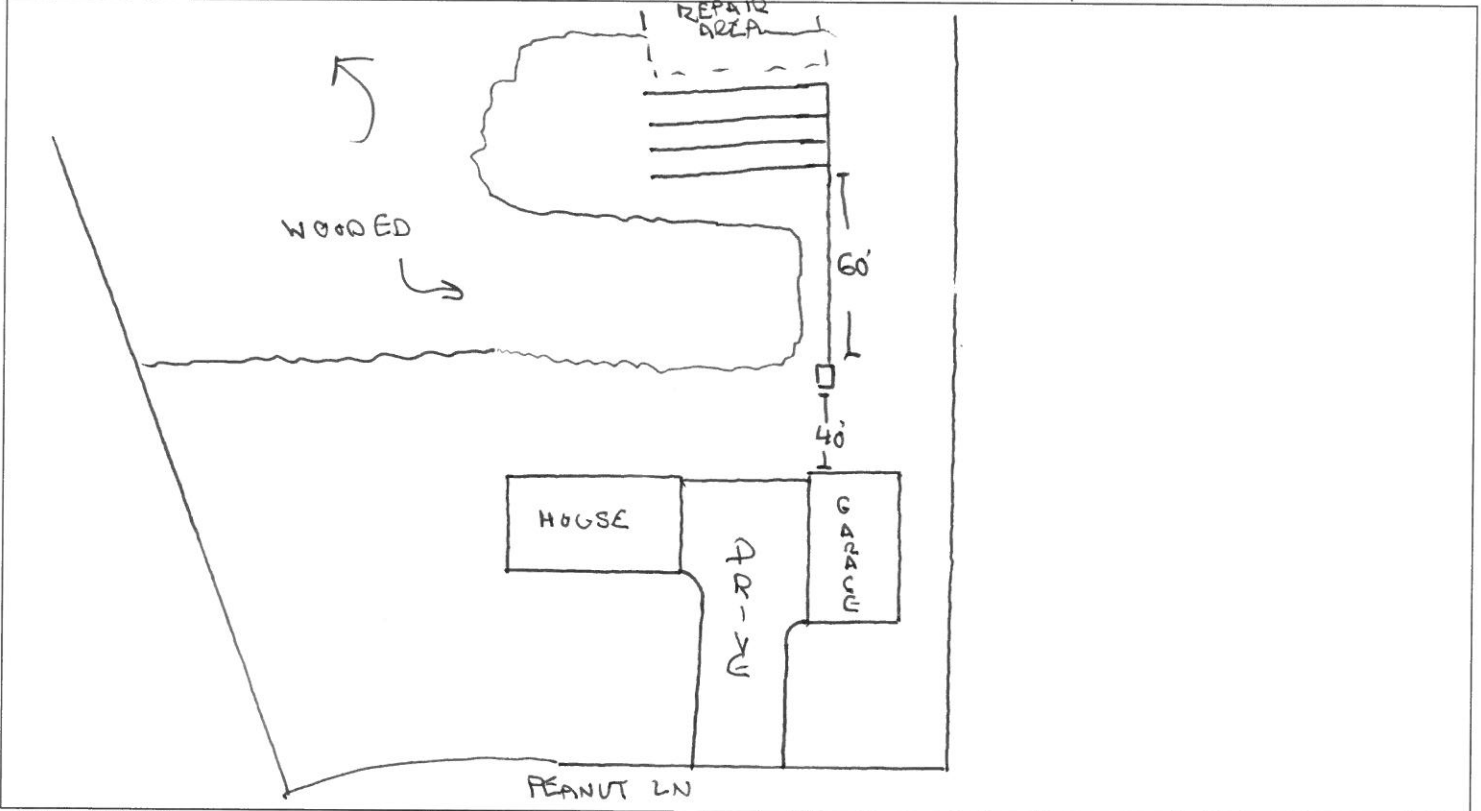 REPAIR
AREA
WOODED
60'
40'
HOUSE
GARAGE
DRIVE
PEANUT LN